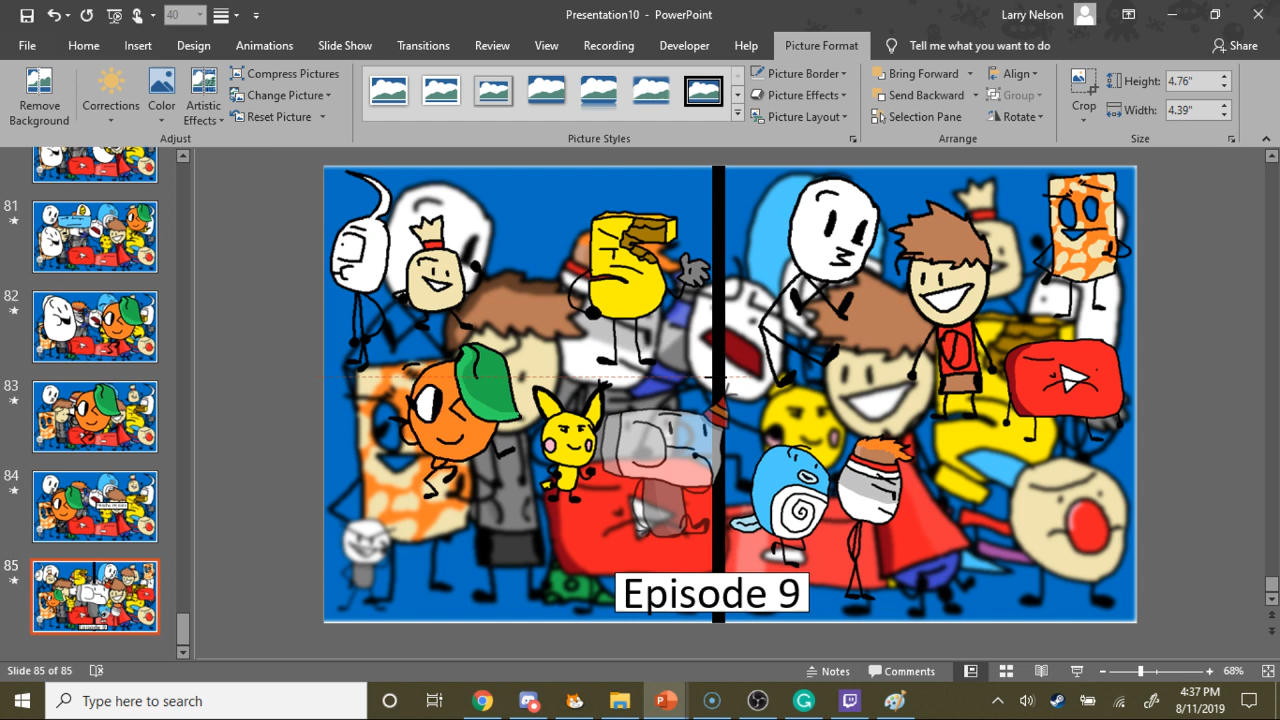 40
Presentation10 - PowerPoint
Larry Nelson
File Home Insert Design Animations Slide Show Transitions Review View Recording Developer Help Picture Format Tell me what you want to do Share
Remove Background
Corrections
Color
Artistic Effects
Compress Pictures
Change Picture
Reset Picture
Adjust
Picture Styles
Picture Border
Picture Effects
Picture Layout
Bring Forward
Send Backward
Selection Pane
Align
Group
Rotate
Arrange
Crop
Height: 4.76"
Width: 4.39"
Size
81
82
83
84
85
Episode 9
Slide 85 of 85
Notes
Comments
68%
Type here to search
4:37 PM
8/11/2019